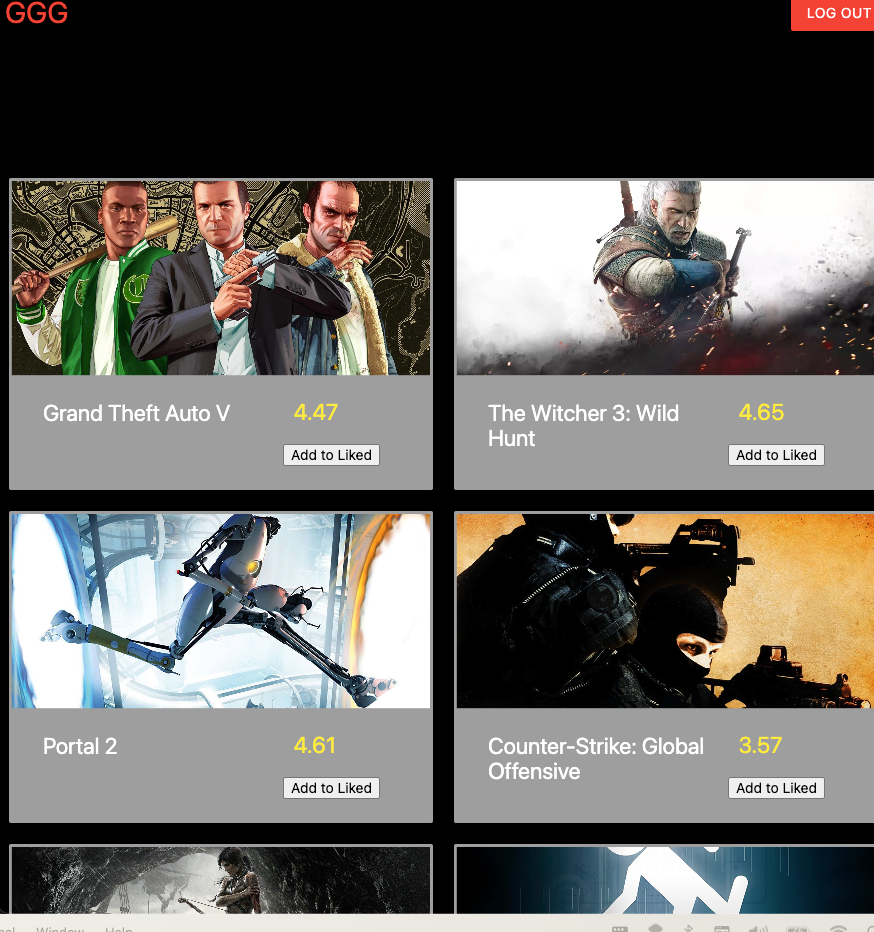 GGG
LOG OUT
Grand Theft Auto V
4.47
Add to Liked
The Witcher 3: Wild
Hunt
4.65
Add to Liked
Portal 2
4.61
Add to Liked
Counter-Strike: Global
Offensive
3.57
Add to Liked
Window
Help